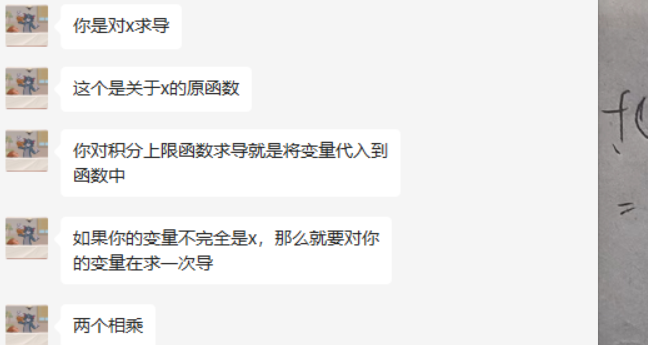 你是对x求导
这个是关于x的原函数
你对积分上限函数求导就是将变量代入到
函数中
如果你的变量不完全是x，那么就要对你
的变量在求一次导
两个相乘
f(
=